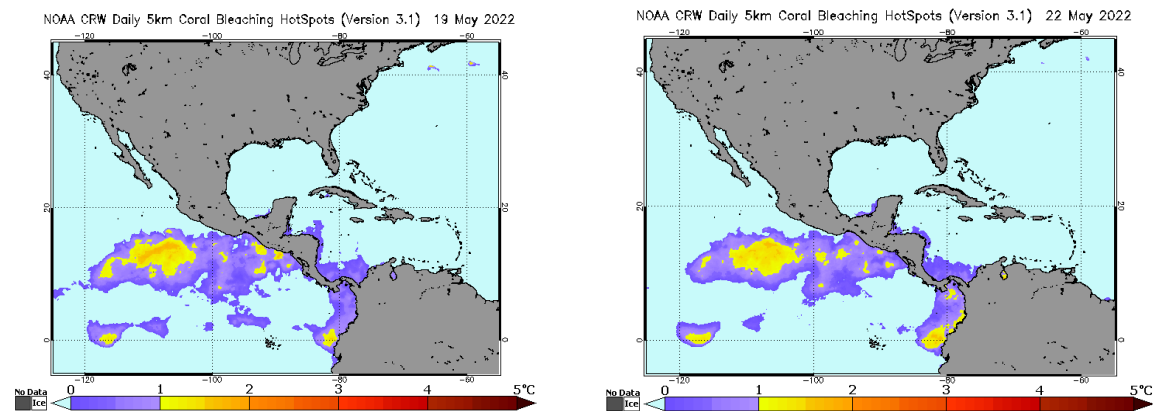 NOAA CRW Daily 5km Coral Bleaching HotSpots (Version 3.1) 19 May 2022
-120 -100 -80 -60
40 40
20 20
0 0
-120 -100 -80 -60
No Data
Ice
0 1 2 3 4 5°C
NOAA CRW Daily 5km Coral Bleaching HotSpots (Version 3.1) 22 May 2022
-120 -100 -80 -60
40 40
20 20
0 0
-120 -100 -80 -60
No Data
Ice
0 1 2 3 4 5°C